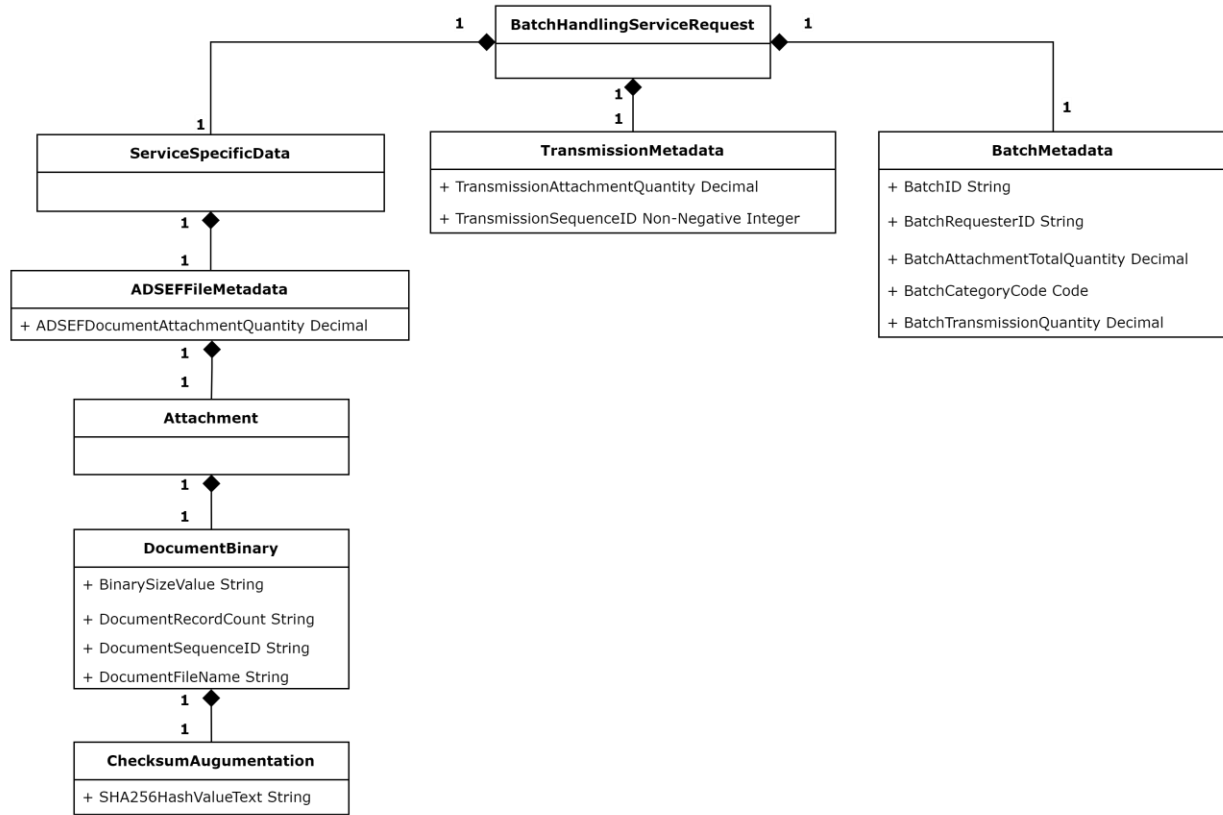 BatchHandlingServiceRequest
1
1
1
1
1
1
ServiceSpecificData
TransmissionMetadata
+ TransmissionAttachmentQuantity Decimal
+ TransmissionSequenceID Non-Negative Integer
BatchMetadata
+ BatchID String
+ BatchRequesterID String
+ BatchAttachmentTotalQuantity Decimal
+ BatchCategoryCode Code
+ BatchTransmissionQuantity Decimal
1
1
ADSEFFileMetadata
+ ADSEFDocumentAttachmentQuantity Decimal
1
1
Attachment
1
1
DocumentBinary
+ BinarySizeValue String
+ DocumentRecordCount String
+ DocumentSequenceID String
+ DocumentFileName String
1
1
ChecksumAugumentation
+ SHA256HashValueText String